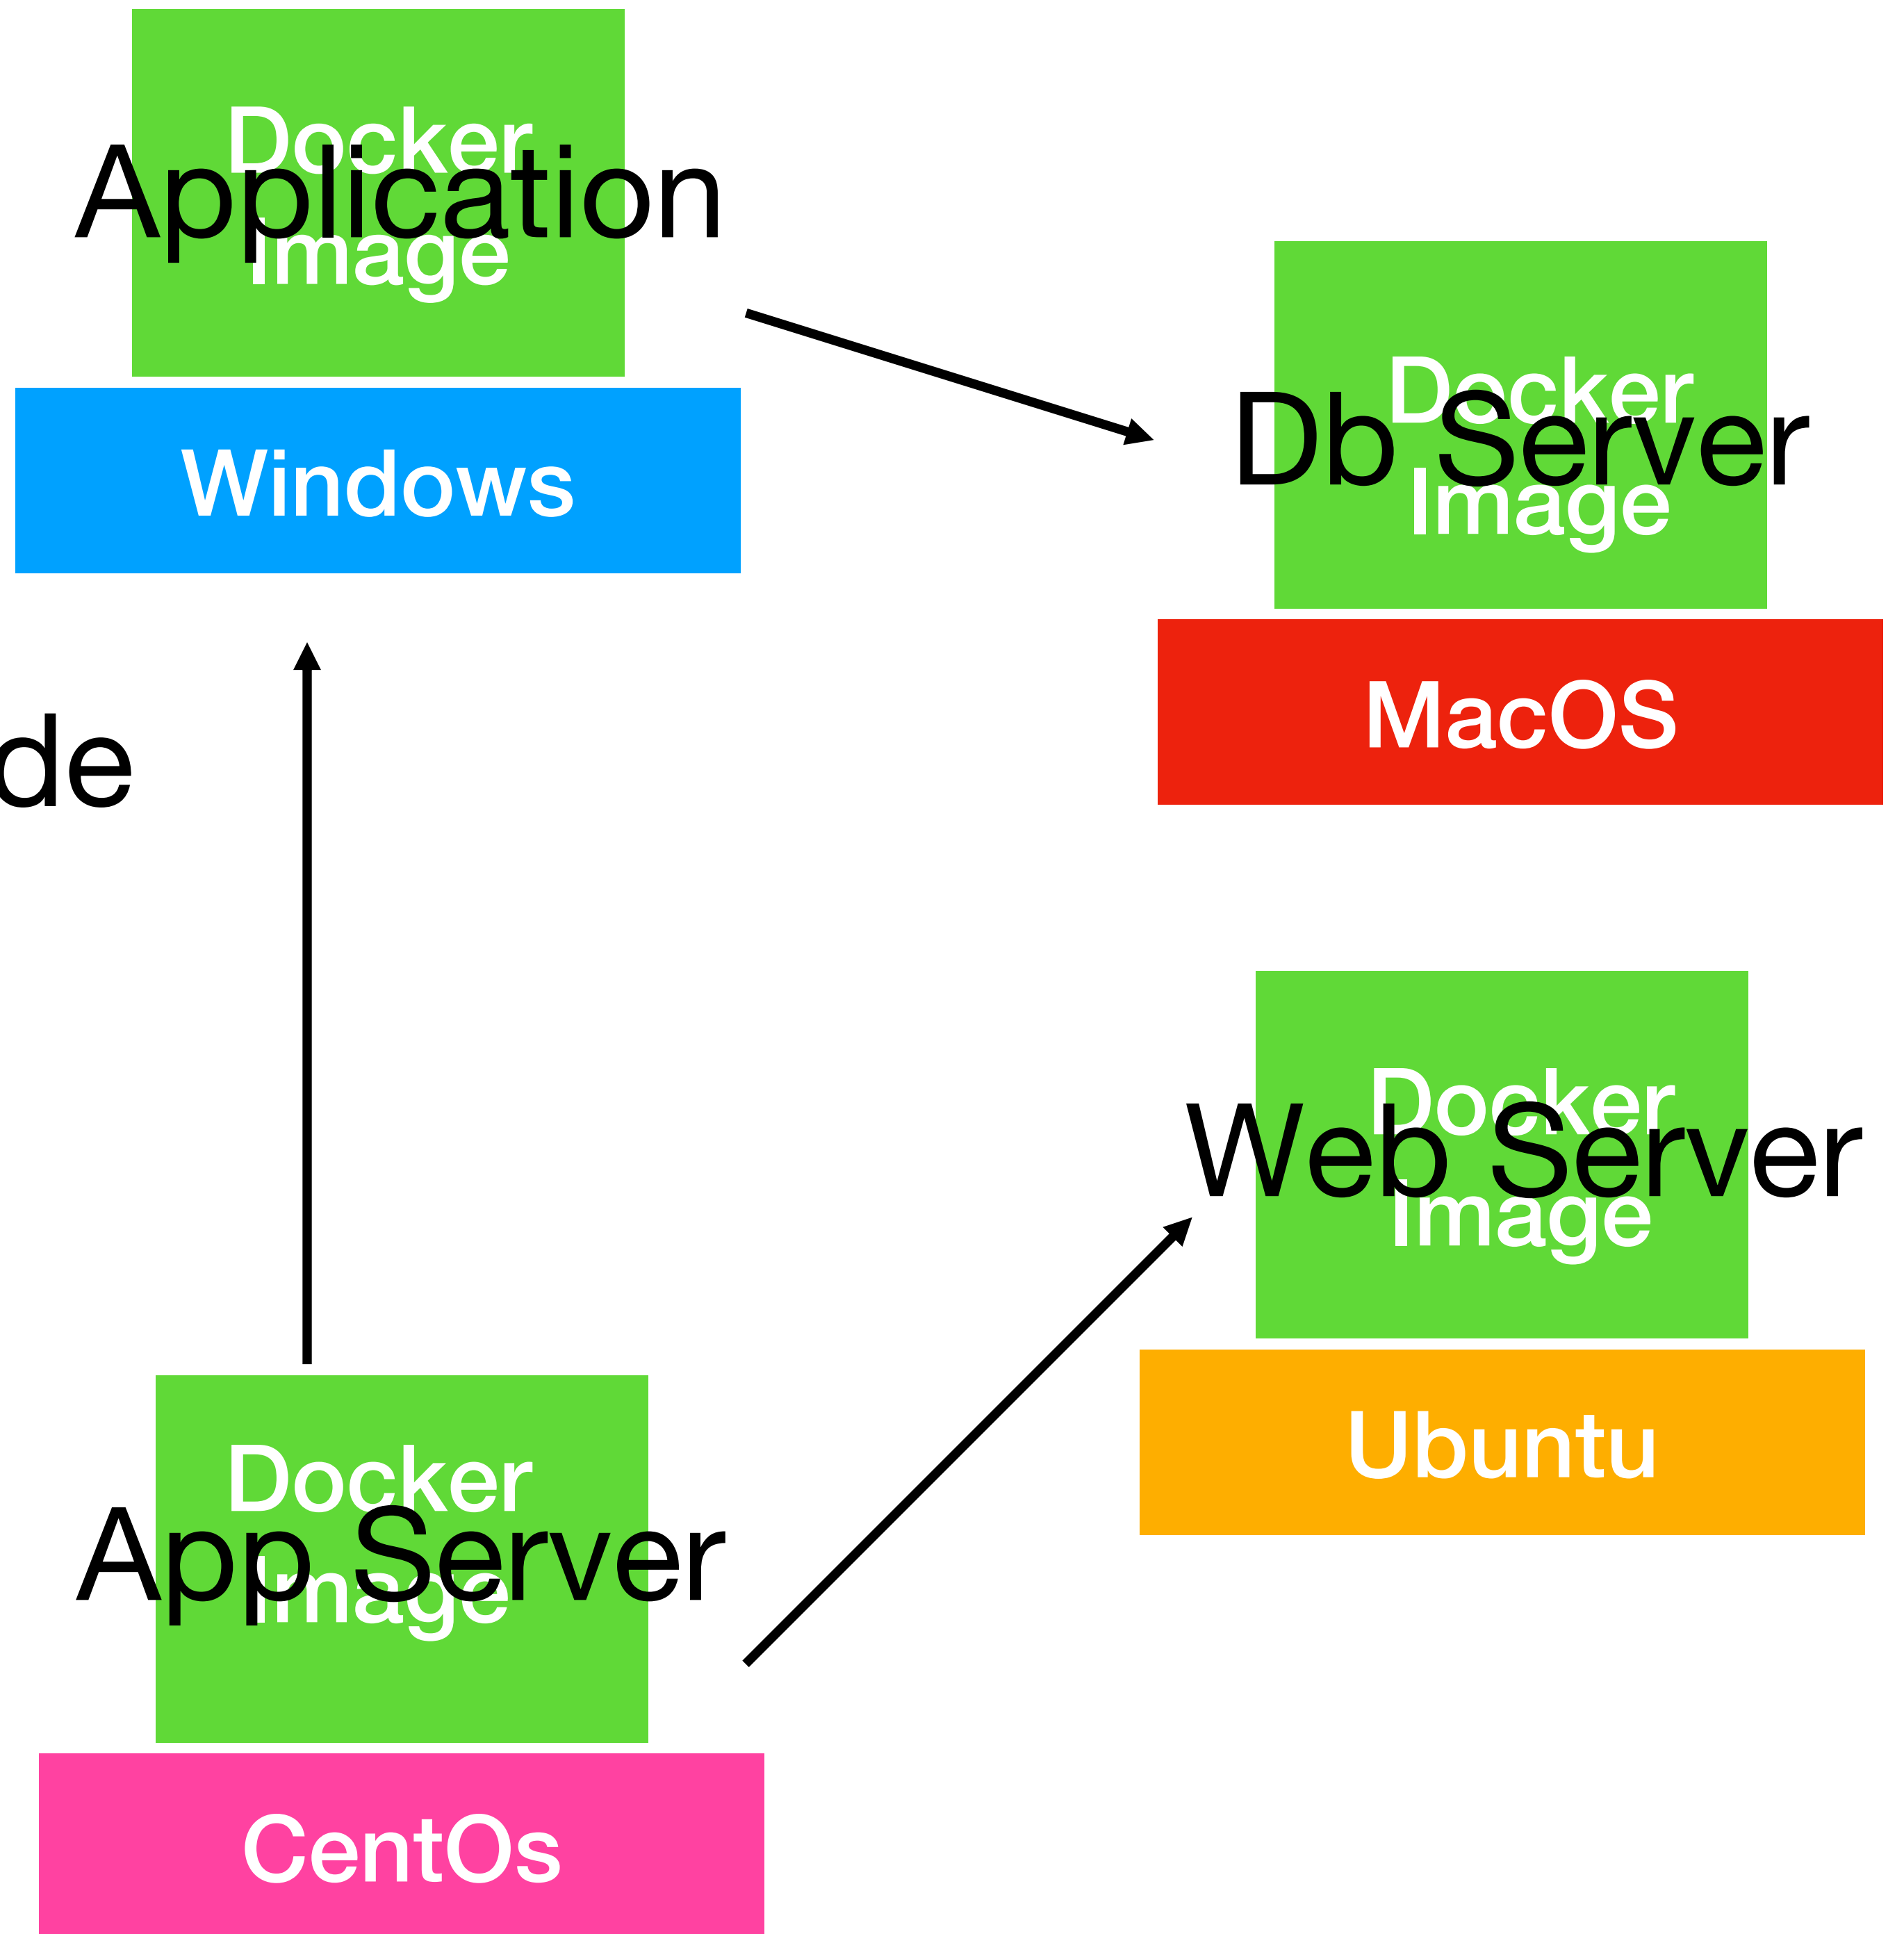 Docker
Image
Application
Windows
Docker
Image
Db Server
MacOS
de
Docker
Image
Web Server
Ubuntu
Docker
Image
App Server
CentOs